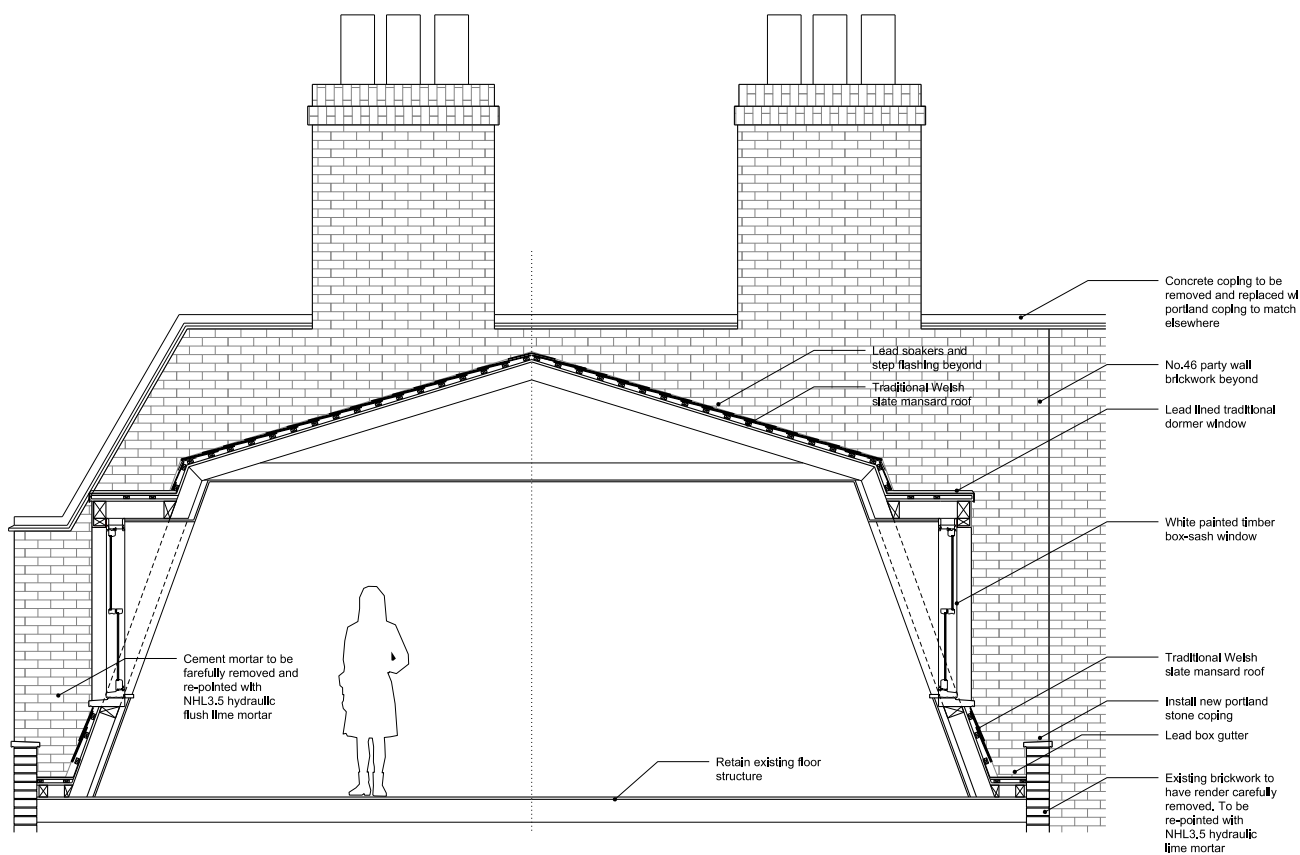 Concrete coping to be
removed and replaced wi
portland coping to match
elsewhere
Lead soakers and
step flashing beyond
No.46 party wall
brickwork beyond
Traditional Welsh
slate mansard roof
Lead lined traditional
dormer window
White painted timber
box-sash window
Cement mortar to be
farefully removed and
re-pointed with
NHL3.5 hydraulic
flush lime mortar
Traditional Welsh
slate mansard roof
Install new portland
stone coping
Lead box gutter
Retain existing floor
structure
Existing brickwork to
have render carefully
removed. To be
re-pointed with
NHL3.5 hydraulic
lime mortar